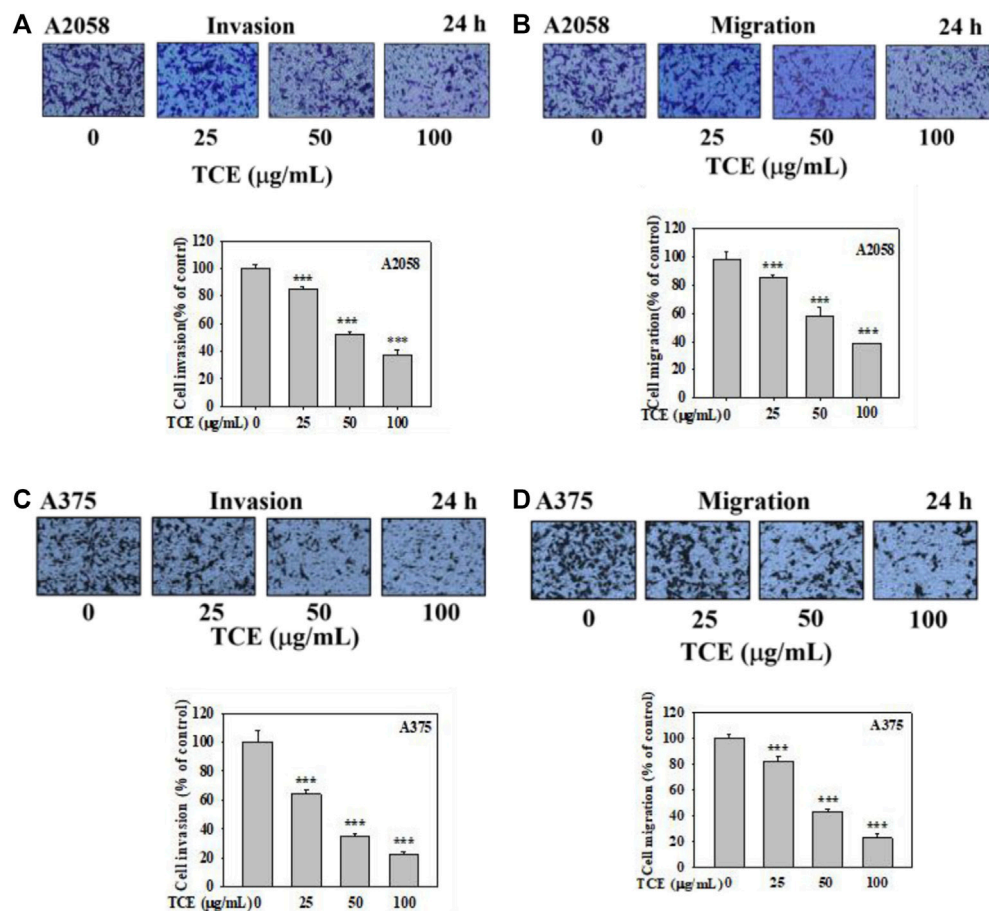 A
A2058 Invasion 24 h
0 25 50 100
TCE (μg/mL)
Cell invasion(% of control)
120
100
80
60
40
20
0
A2058
***
***
***
TCE (μg/mL) 0 25 50 100
B
A2058 Migration 24 h
0 25 50 100
TCE (μg/mL)
Cell migration(% of control)
120
100
80
60
40
20
0
A2058
***
***
***
TCE (μg/mL) 0 25 50 100
C
A375 Invasion 24 h
0 25 50 100
TCE (μg/mL)
Cell invasion (% of control)
120
100
80
60
40
20
0
A375
***
***
***
TCE (μg/mL) 0 25 50 100
D
A375 Migration 24 h
0 25 50 100
TCE (μg/mL)
Cell migration (% of control)
120
100
80
60
40
20
0
A375
***
***
***
TCE (μg/mL) 0 25 50 100